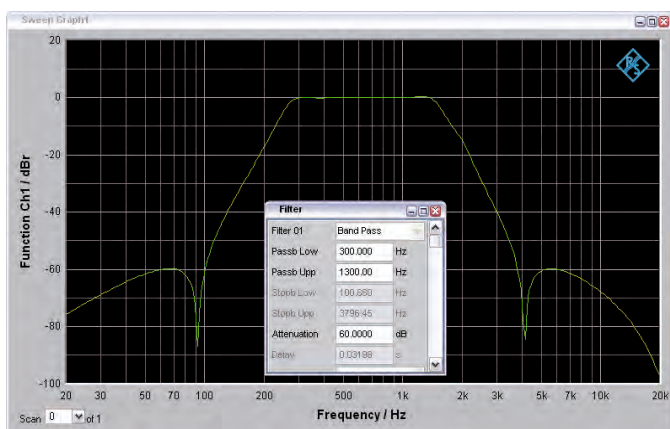 Sweep Graph1
20
0
-20
-40
-60
-80
-100
Function Ch1 / dBr
R&S
Filter
Filter 01 Band Pass
Passb Low 300.000 Hz
Passb Upp 1300.00 Hz
Stopb Low Hz
Stopb Upp 3796.45 Hz
Attenuation 60.0000 dB
Delay 0.03198 s
20 30 50 70 100 200 300 500 700 1k 2k 3k 4k 5k 7k 10k 20k
Scan 0 of 1
Frequency / Hz